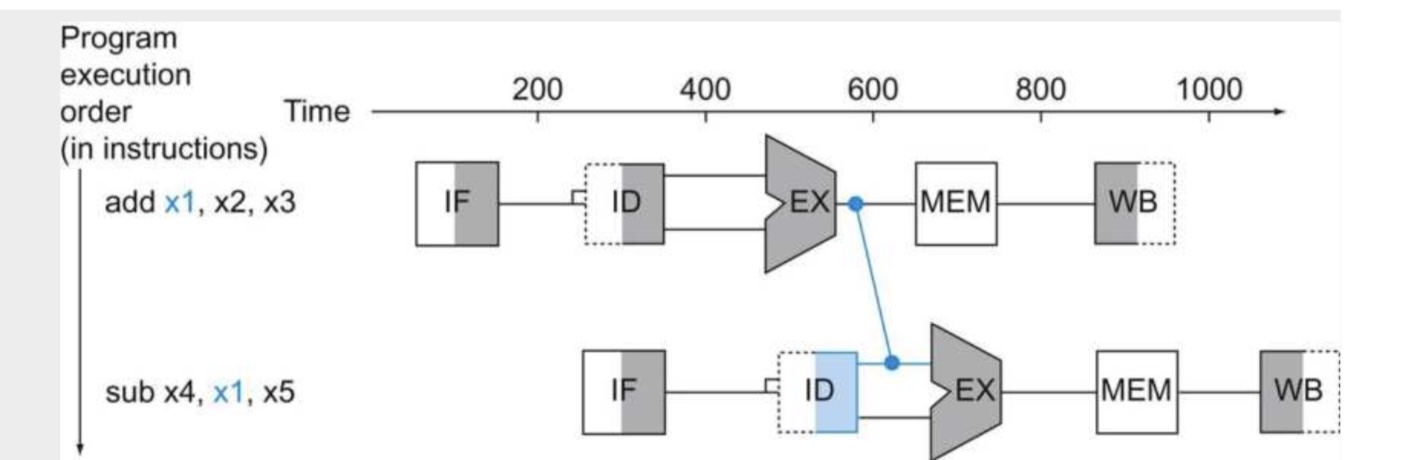 Program
execution
order
(in instructions)
Time
200 400 600 800 1000
add x1, x2, x3
IF ID EX MEM WB
sub x4, x1, x5
IF ID EX MEM WB